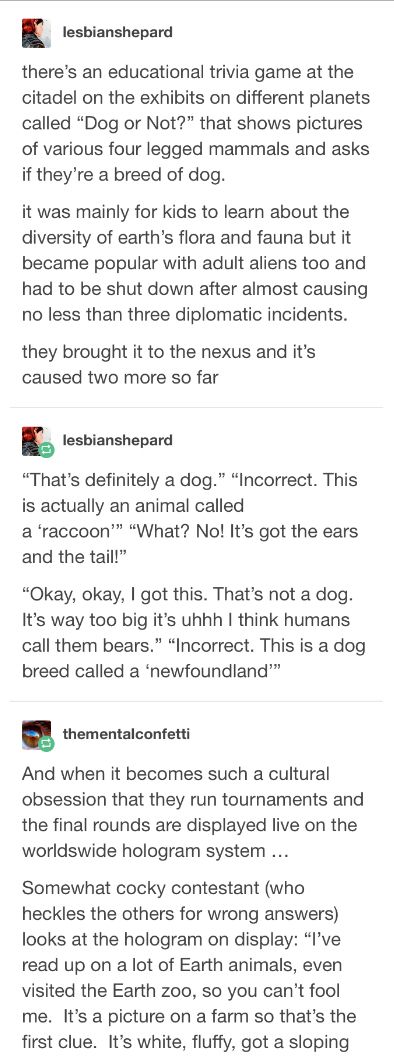 lesbianshepard
there's an educational trivia game at the
citadel on the exhibits on different planets
called “Dog or Not?” that shows pictures
of various four legged mammals and asks
if they're a breed of dog.
it was mainly for kids to learn about the
diversity of earth's flora and fauna but it
became popular with adult aliens too and
had to be shut down after almost causing
no less than three diplomatic incidents.
they brought it to the nexus and it's
caused two more so far
lesbianshepard
“That's definitely a dog.” “Incorrect. This
is actually an animal called
a ‘raccoon’” “What? No! It's got the ears
and the tail!”
“Okay, okay, I got this. That's not a dog.
It's way too big it's uhhh I think humans
call them bears.” “Incorrect. This is a dog
breed called a ‘newfoundland’”
thementalconfetti
And when it becomes such a cultural
obsession that they run tournaments and
the final rounds are displayed live on the
worldwide hologram system …
Somewhat cocky contestant (who
heckles the others for wrong answers)
looks at the hologram on display: “I've
read up on a lot of Earth animals, even
visited the Earth zoo, so you can't fool
me.  It's a picture on a farm so that's the
first clue.  It's white, fluffy, got a sloping